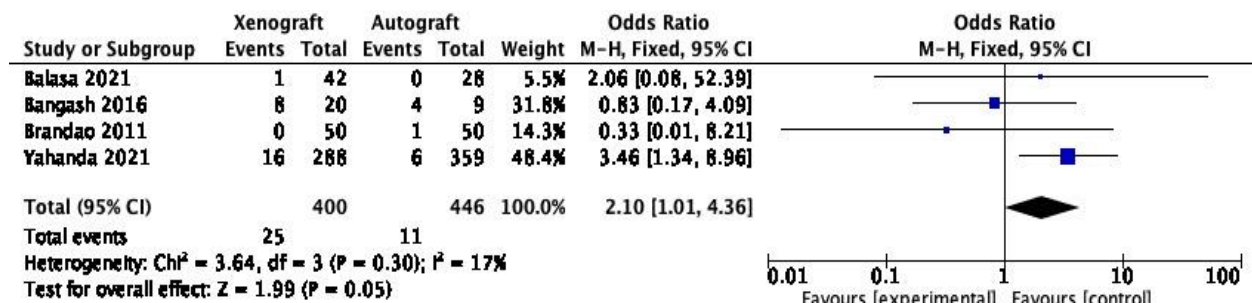 Xenograft Autograft Odds Ratio Odds Ratio
Study or Subgroup Events Total Events Total Weight M-H, Fixed, 95% CI M-H, Fixed, 95% CI
Balasa 2021 1 42 0 28 5.5% 2.06 [0.08, 52.39]
Bangash 2016 8 20 4 9 31.8% 0.83 [0.17, 4.09]
Brandao 2011 0 50 1 50 14.3% 0.33 [0.01, 8.21]
Yahanda 2021 16 288 6 359 48.4% 3.46 [1.34, 8.96]
Total (95% CI) 400 446 100.0% 2.10 [1.01, 4.36]
Total events 25 11
Heterogeneity: Chi² = 3.64, df = 3 (P = 0.30); I² = 17%
Test for overall effect: Z = 1.99 (P = 0.05)
0.01 0.1 1 10 100
Favours [experimental] Favours [control]